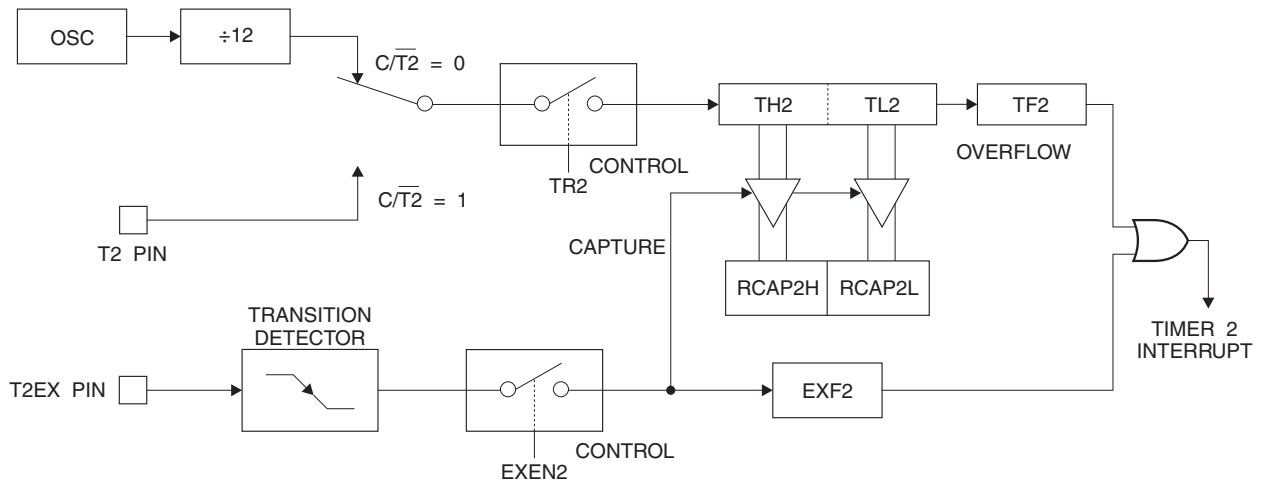 OSC
÷12
C/T2̅ = 0
TH2
TL2
TF2
OVERFLOW
CONTROL
TR2
C/T2̅ = 1
T2 PIN
CAPTURE
RCAP2H
RCAP2L
TRANSITION
DETECTOR
TIMER 2
INTERRUPT
T2EX PIN
EXF2
CONTROL
EXEN2